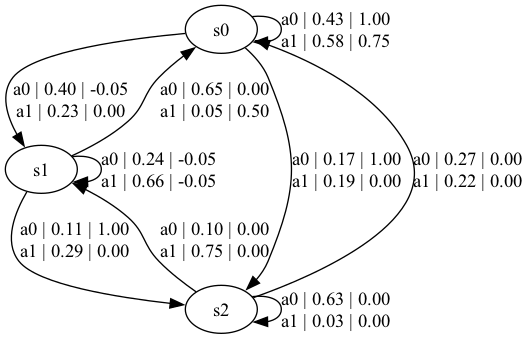 s0
a0 | 0.43 | 1.00
a1 | 0.58 | 0.75
a0 | 0.40 | -0.05
a1 | 0.23 | 0.00
a0 | 0.65 | 0.00
a1 | 0.05 | 0.50
s1
a0 | 0.24 | -0.05
a1 | 0.66 | -0.05
a0 | 0.17 | 1.00
a1 | 0.19 | 0.00
a0 | 0.27 | 0.00
a1 | 0.22 | 0.00
a0 | 0.11 | 1.00
a1 | 0.29 | 0.00
a0 | 0.10 | 0.00
a1 | 0.75 | 0.00
s2
a0 | 0.63 | 0.00
a1 | 0.03 | 0.00